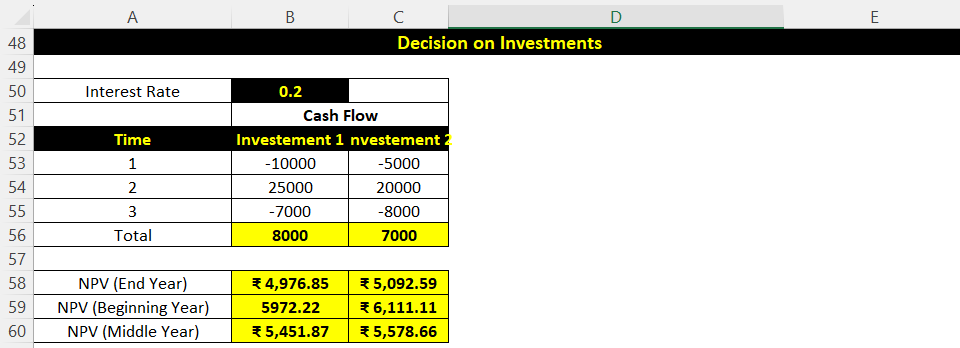 A B C D E
48 Decision on Investments
49
50 Interest Rate 0.2
51 Cash Flow
52 Time Investement 1 nvestement 2
53 1 -10000 -5000
54 2 25000 20000
55 3 -7000 -8000
56 Total 8000 7000
57
58 NPV (End Year) ₹ 4,976.85 ₹ 5,092.59
59 NPV (Beginning Year) 5972.22 ₹ 6,111.11
60 NPV (Middle Year) ₹ 5,451.87 ₹ 5,578.66